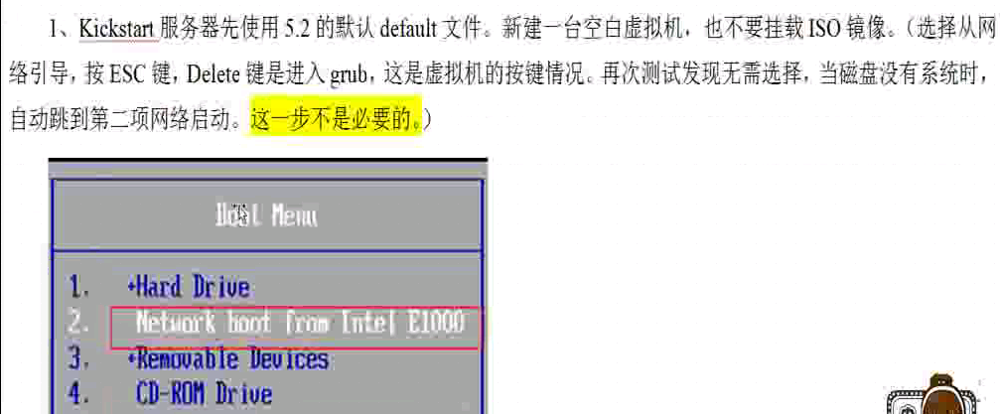 1、Kickstart 服务器先使用 5.2 的默认 default 文件。新建一台空白虚拟机，也不要挂载 ISO 镜像。（选择从网
络引导，按 ESC 键，Delete 键是进入 grub，这是虚拟机的按键情况。再次测试发现无需选择，当磁盘没有系统时，
自动跳到第二项网络启动。这一步不是必要的。）
Boot Menu
1. +Hard Drive
2. Network boot from Intel E1000
3. +Removable Devices
4. CD-ROM Drive